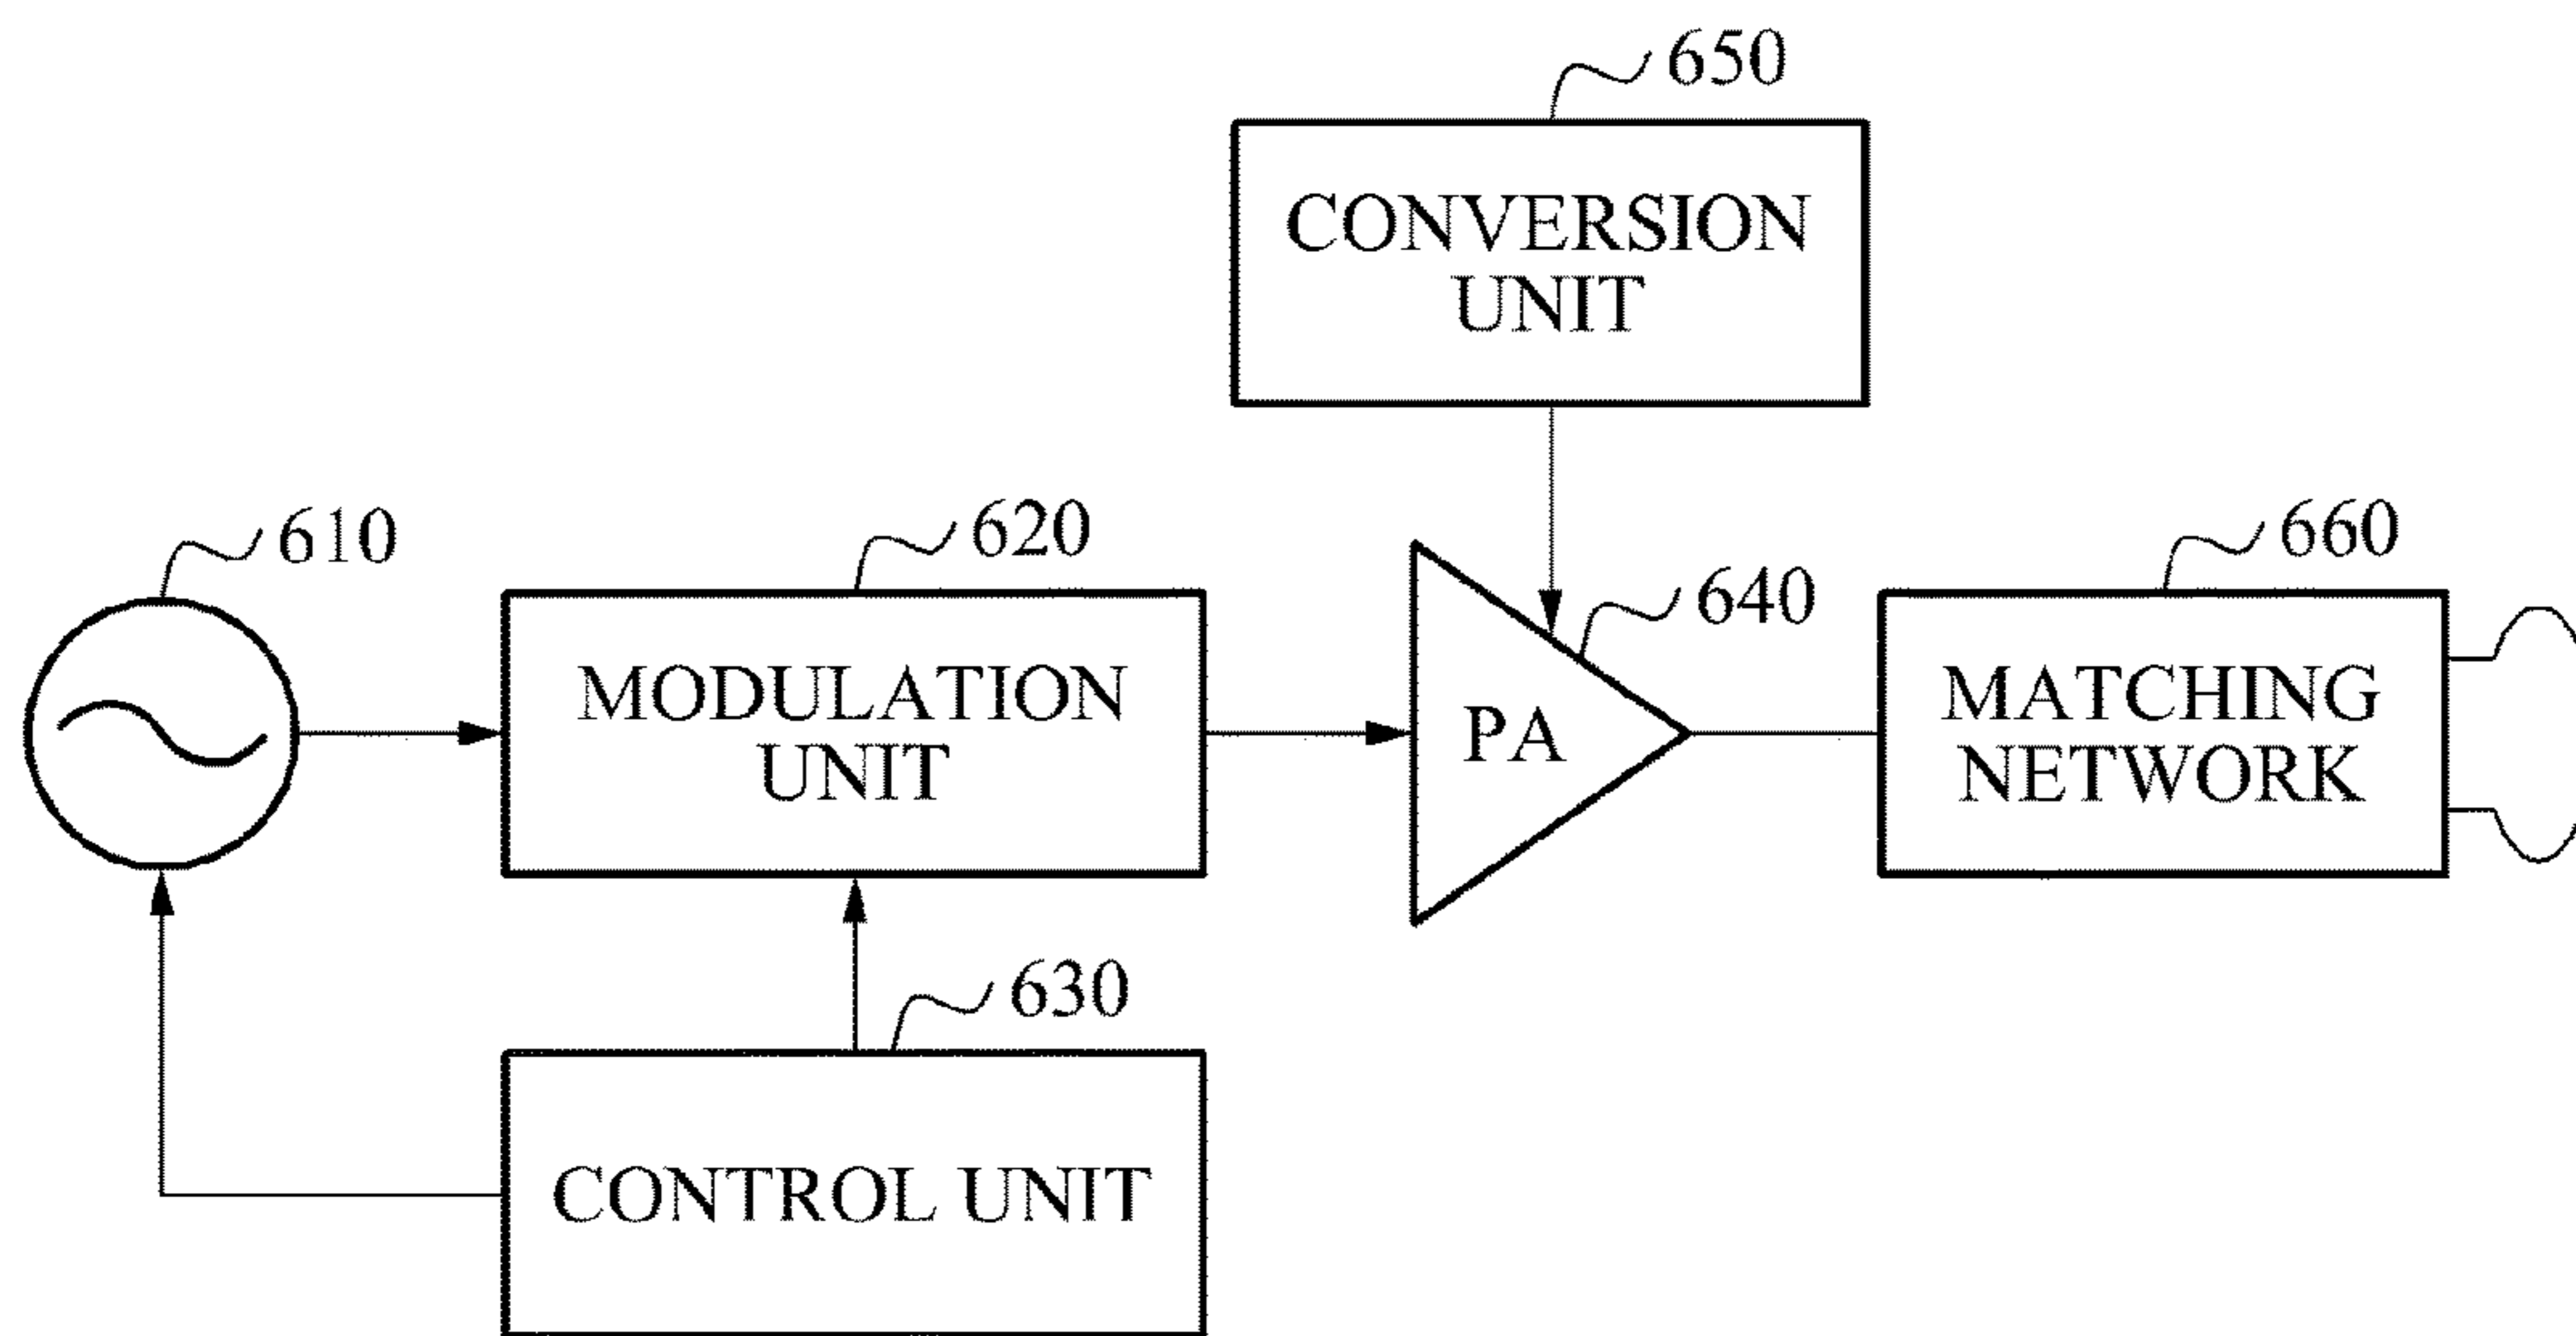 650
CONVERSION
UNIT
610
620
640
660
MODULATION
UNIT
PA
MATCHING
NETWORK
630
CONTROL UNIT